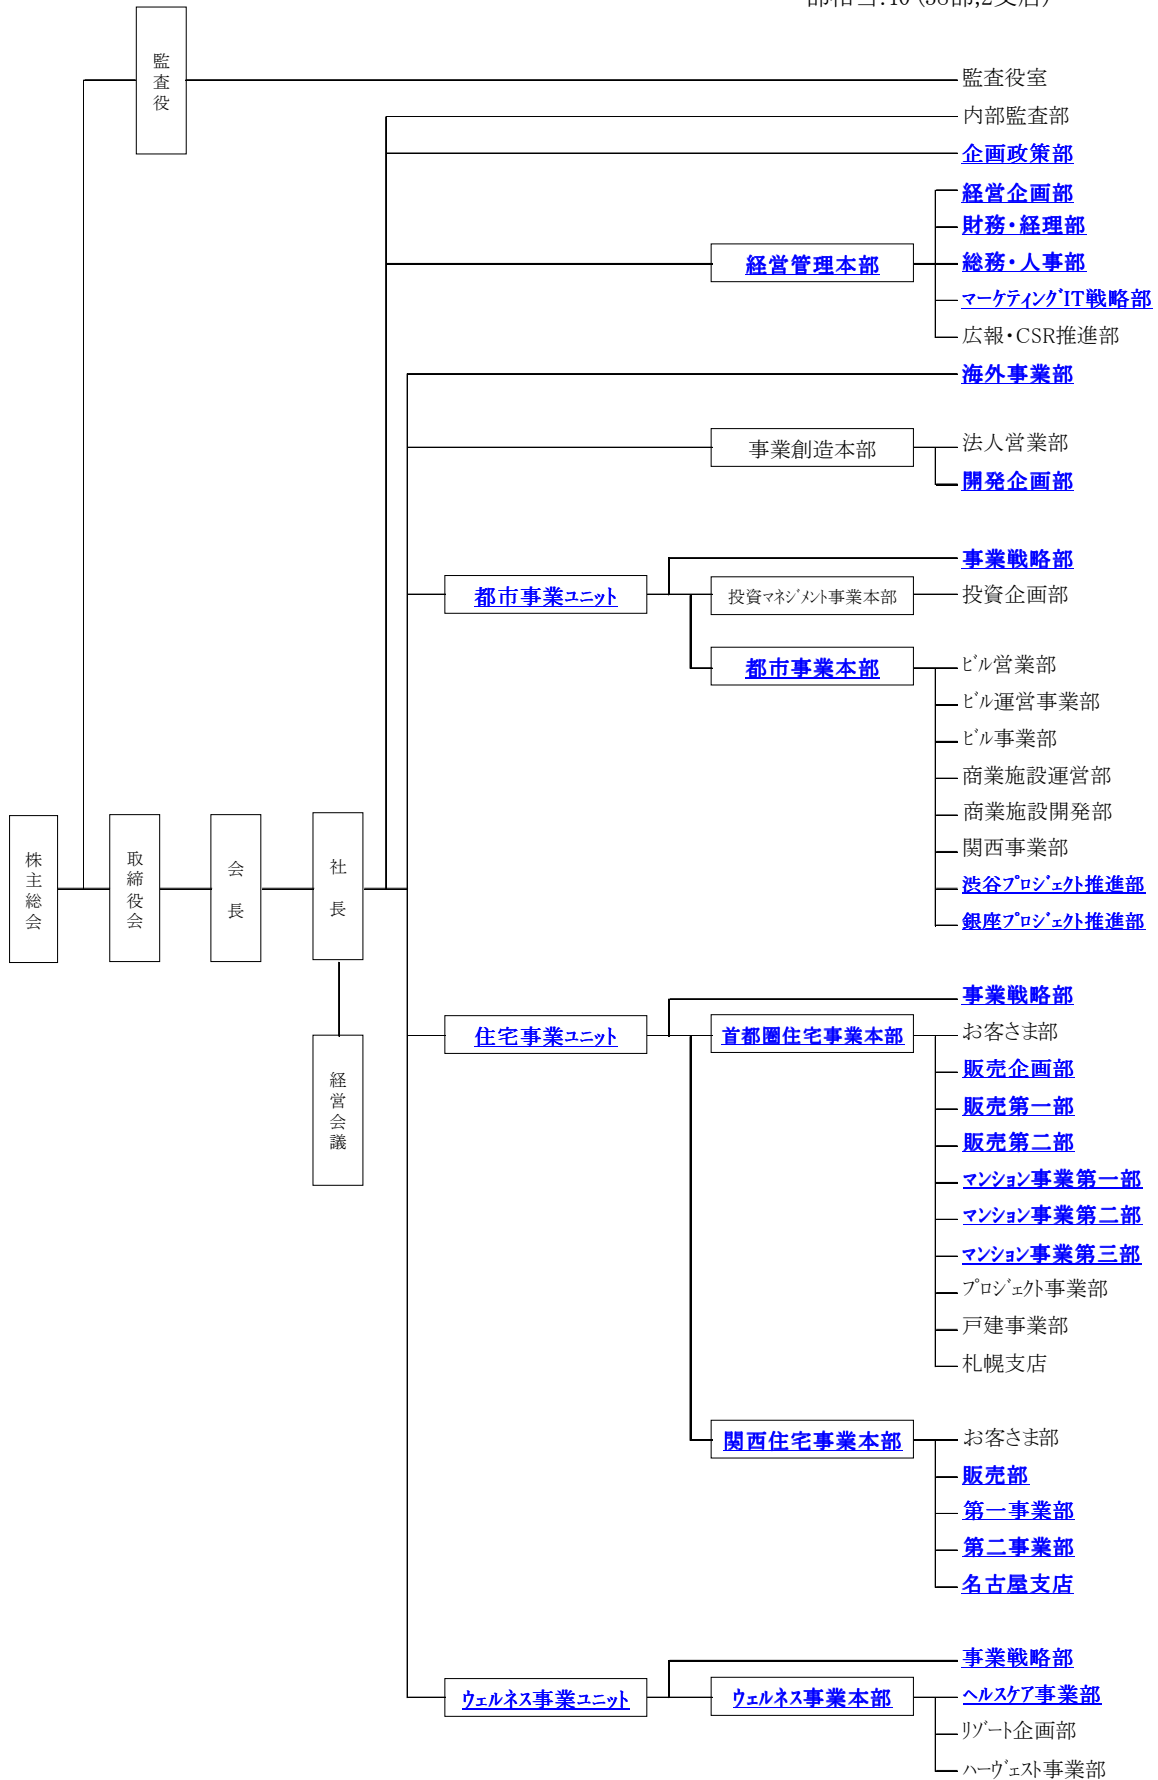 部相当:40 (38部,2支店)
監査役
監査役室
内部監査部
企画政策部
経営企画部
財務・経理部
経営管理本部
総務・人事部
マーケティングIT戦略部
広報・CSR推進部
海外事業部
事業創造本部
法人営業部
開発企画部
事業戦略部
都市事業ユニット
投資マネジメント事業本部
投資企画部
都市事業本部
ビル営業部
ビル運営事業部
ビル事業部
商業施設運営部
商業施設開発部
関西事業部
株主総会
取締役会
会長
社長
渋谷プロジェクト推進部
銀座プロジェクト推進部
経営会議
事業戦略部
住宅事業ユニット
首都圏住宅事業本部
お客さま部
販売企画部
販売第一部
販売第二部
マンション事業第一部
マンション事業第二部
マンション事業第三部
プロジェクト事業部
戸建事業部
札幌支店
関西住宅事業本部
お客さま部
販売部
第一事業部
第二事業部
名古屋支店
事業戦略部
ウェルネス事業ユニット
ウェルネス事業本部
ヘルスケア事業部
リゾート企画部
ハーヴェスト事業部